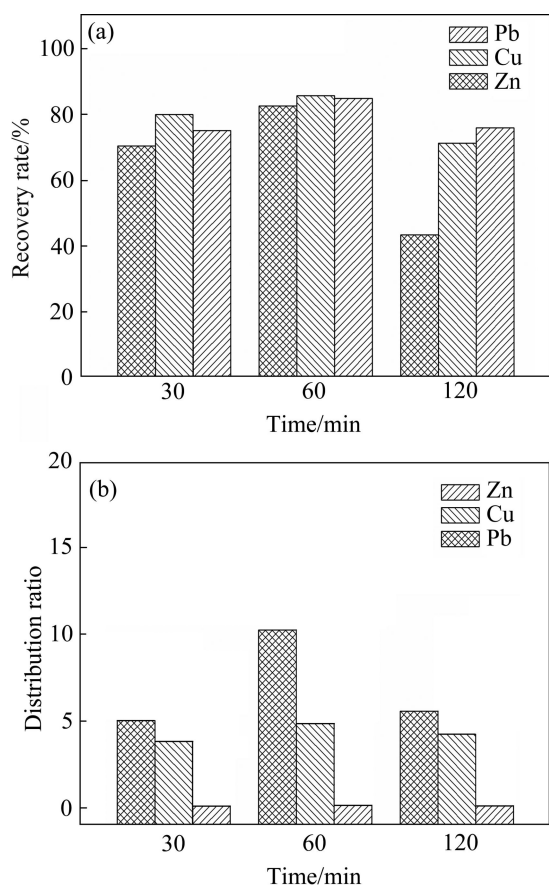 (a)
Pb
Cu
Zn
100
80
60
40
20
0
Recovery rate/%
30 60 120
Time/min
(b)
Zn
Cu
Pb
20
15
10
5
0
Distribution ratio
30 60 120
Time/min